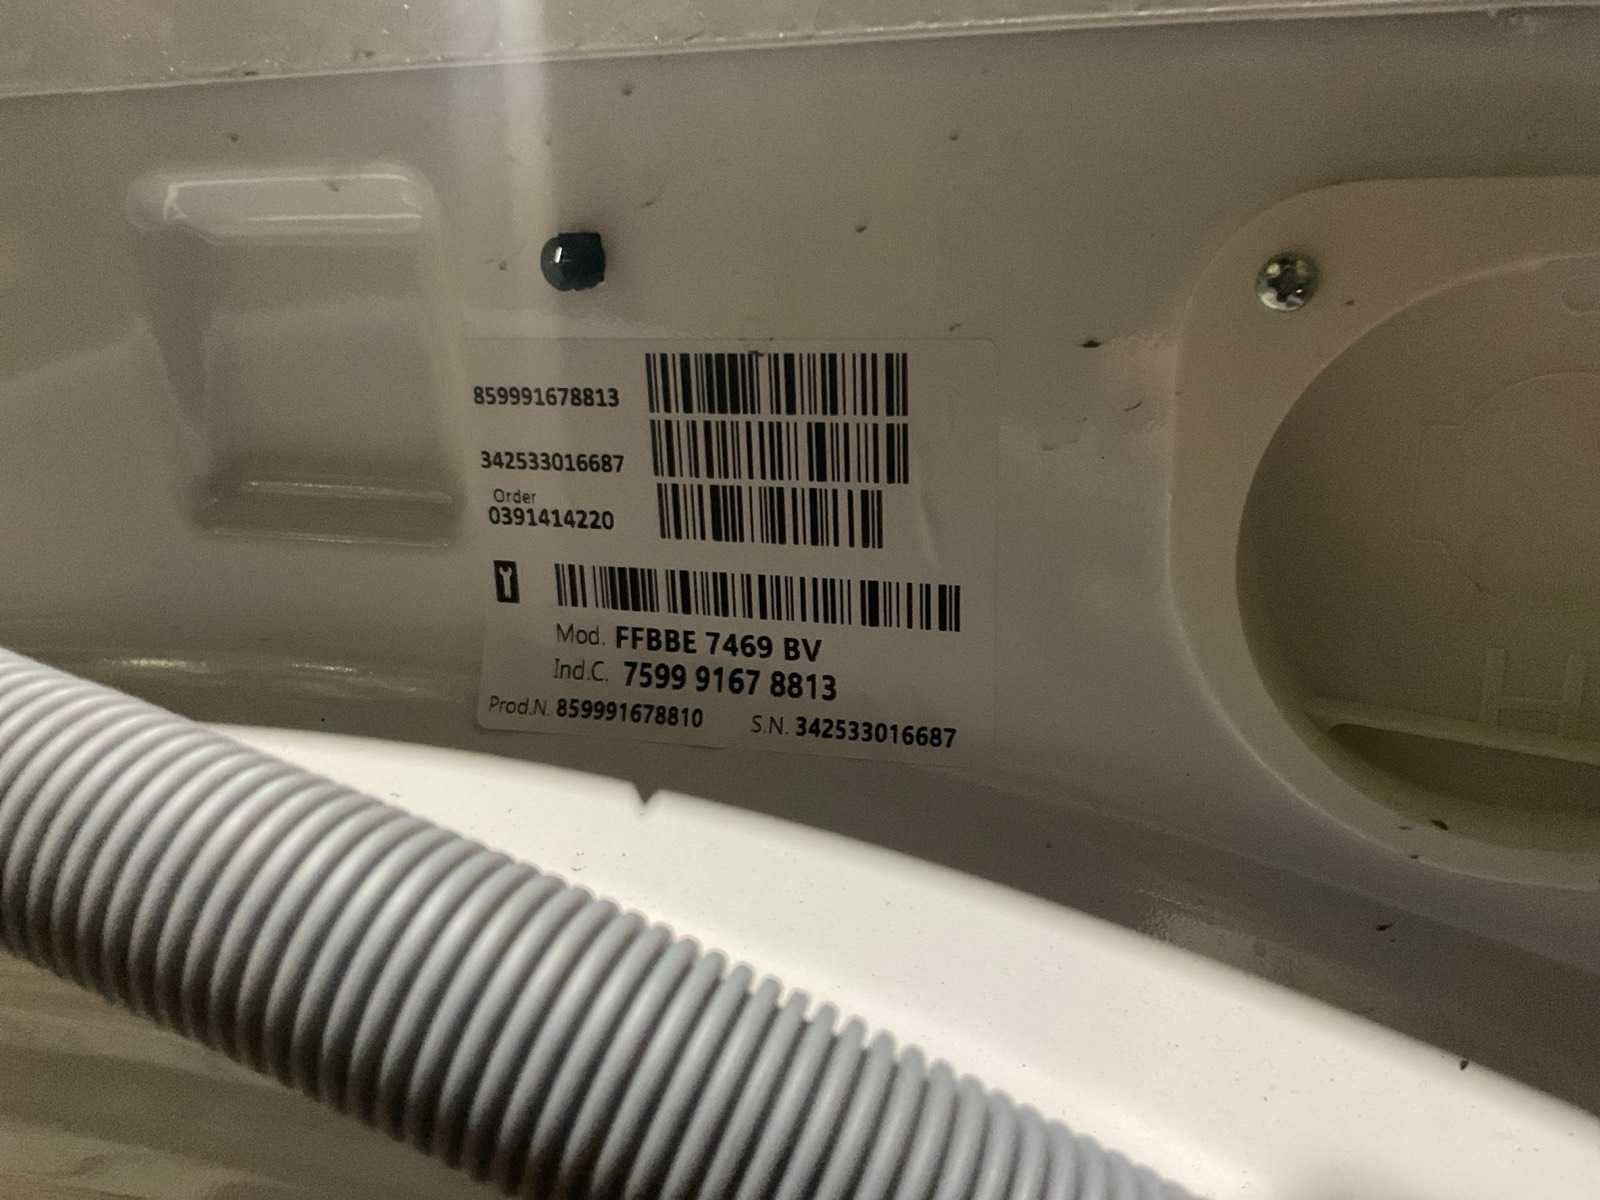 859991678813
342533016687
Order
0391414220
Mod. FFBBE 7469 BV
Ind.C. 7599 9167 8813
Prod.N. 859991678810 S.N. 342533016687